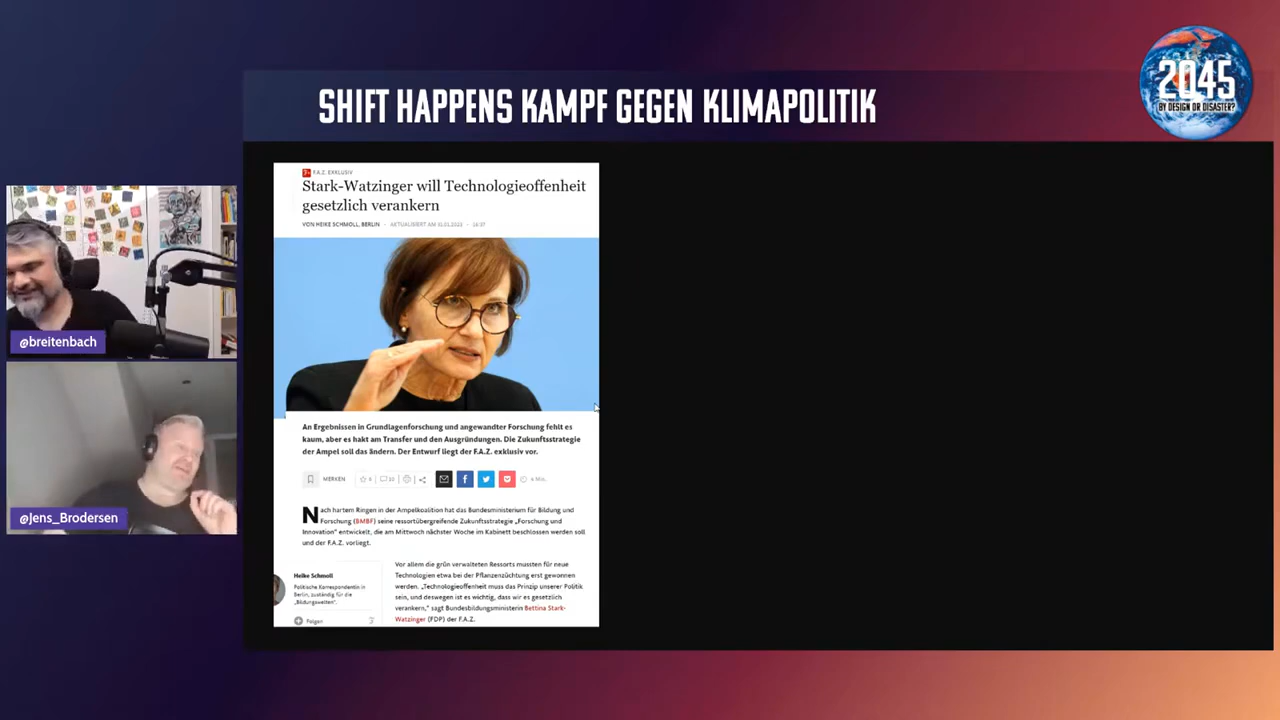 SHIFT HAPPENS KAMPF GEGEN KLIMAPOLITIK
2045
BY DESIGN OR DISASTER?
@breitenbach
@Jens_Brodersen
F.A.Z. EXKLUSIV
Stark-Watzinger will Technologieoffenheit
gesetzlich verankern
VON HEIKE SCHMOLL, BERLIN - AKTUALISIERT AM 31.01.2023 - 16:37
An Ergebnissen in Grundlagenforschung und angewandter Forschung fehlt es
kaum, aber es hakt am Transfer und den Ausgründungen. Die Zukunftsstrategie
der Ampel soll das ändern. Der Entwurf liegt der F.A.Z. exklusiv vor.
MERKEN
Nach hartem Ringen in der Ampelkoalition hat das Bundesministerium für Bildung und
Forschung (BMBF) seine ressortübergreifende Zukunftsstrategie „Forschung und
Innovation“ entwickelt, die am Mittwoch nächster Woche im Kabinett beschlossen werden soll
und der F.A.Z. vorliegt.
Heike Schmoll
Politische Korrespondentin in
Berlin, zuständig für die
„Bildungswelten“.
Folgen
Vor allem die grün verwalteten Ressorts mussten für neue
Technologien etwa bei der Pflanzenzüchtung erst gewonnen
werden. „Technologieoffenheit muss das Prinzip unserer Politik
sein, und deswegen ist es wichtig, dass wir es gesetzlich
verankern,“ sagt Bundesbildungsministerin Bettina Stark-
Watzinger (FDP) der F.A.Z.